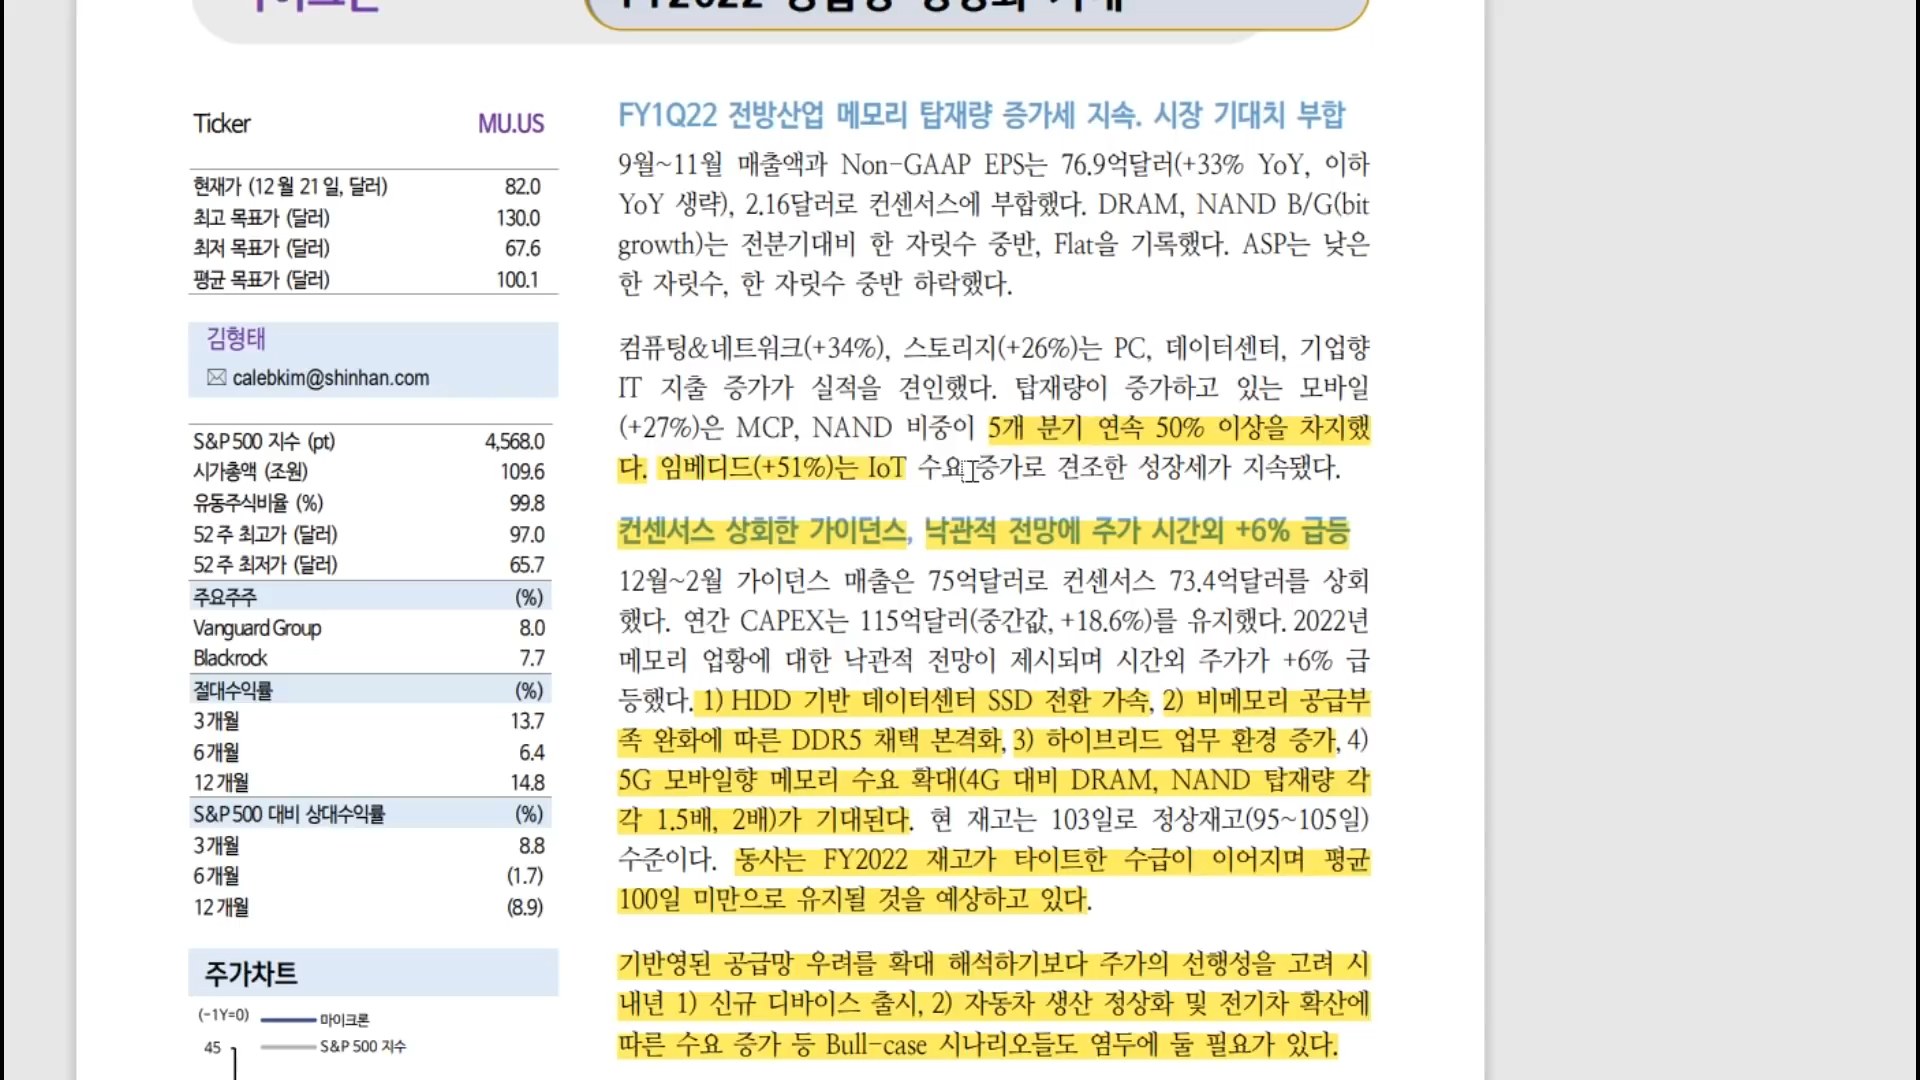 마이크론
FY2022
Ticker MU.US
현재가 (12월 21일, 달러) 82.0
최고 목표가 (달러) 130.0
최저 목표가 (달러) 67.6
평균 목표가 (달러) 100.1
김형태
calebkim@shinhan.com
S&P 500 지수 (pt) 4,568.0
시가총액 (조원) 109.6
유동주식비율 (%) 99.8
52주 최고가 (달러) 97.0
52주 최저가 (달러) 65.7
주요주주 (%)
Vanguard Group 8.0
Blackrock 7.7
절대수익률 (%)
3개월 13.7
6개월 6.4
12개월 14.8
S&P 500 대비 상대수익률 (%)
3개월 8.8
6개월 (1.7)
12개월 (8.9)
주가차트
(-1Y=0) 마이크론
S&P 500 지수
45
FY1Q22 전방산업 메모리 탑재량 증가세 지속. 시장 기대치 부합
9월~11월 매출액과 Non-GAAP EPS는 76.9억달러(+33% YoY, 이하
YoY 생략), 2.16달러로 컨센서스에 부합했다. DRAM, NAND B/G(bit
growth)는 전분기대비 한 자릿수 중반, Flat을 기록했다. ASP는 낮은
한 자릿수, 한 자릿수 중반 하락했다.
컴퓨팅&네트워크(+34%), 스토리지(+26%)는 PC, 데이터센터, 기업향
IT 지출 증가가 실적을 견인했다. 탑재량이 증가하고 있는 모바일
(+27%)은 MCP, NAND 비중이 5개 분기 연속 50% 이상을 차지했
다. 임베디드(+51%)는 IoT 수요 증가로 견조한 성장세가 지속됐다.
컨센서스 상회한 가이던스, 낙관적 전망에 주가 시간외 +6% 급등
12월~2월 가이던스 매출은 75억달러로 컨센서스 73.4억달러를 상회
했다. 연간 CAPEX는 115억달러(중간값, +18.6%)를 유지했다. 2022년
메모리 업황에 대한 낙관적 전망이 제시되며 시간외 주가가 +6% 급
등했다. 1) HDD 기반 데이터센터 SSD 전환 가속, 2) 비메모리 공급부
족 완화에 따른 DDR5 채택 본격화, 3) 하이브리드 업무 환경 증가, 4)
5G 모바일향 메모리 수요 확대(4G 대비 DRAM, NAND 탑재량 각
각 1.5배, 2배)가 기대된다. 현 재고는 103일로 정상재고(95~105일)
수준이다. 동사는 FY2022 재고가 타이트한 수급이 이어지며 평균
100일 미만으로 유지될 것을 예상하고 있다.
기반영된 공급망 우려를 확대 해석하기보다 주가의 선행성을 고려 시
내년 1) 신규 디바이스 출시, 2) 자동차 생산 정상화 및 전기차 확산에
따른 수요 증가 등 Bull-case 시나리오들도 염두에 둘 필요가 있다.